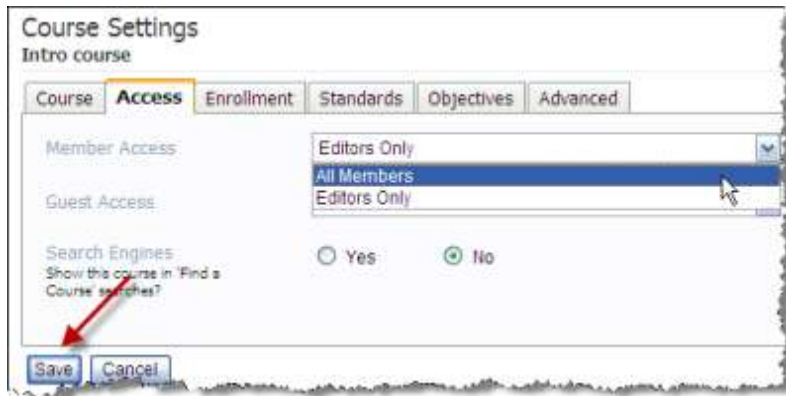 Course Settings
Intro course
Course Access Enrollment Standards Objectives Advanced
Member Access Editors Only
All Members
Editors Only
Guest Access
Search Engines Yes No
Show this course in 'Find a
Course' searches?
Save Cancel